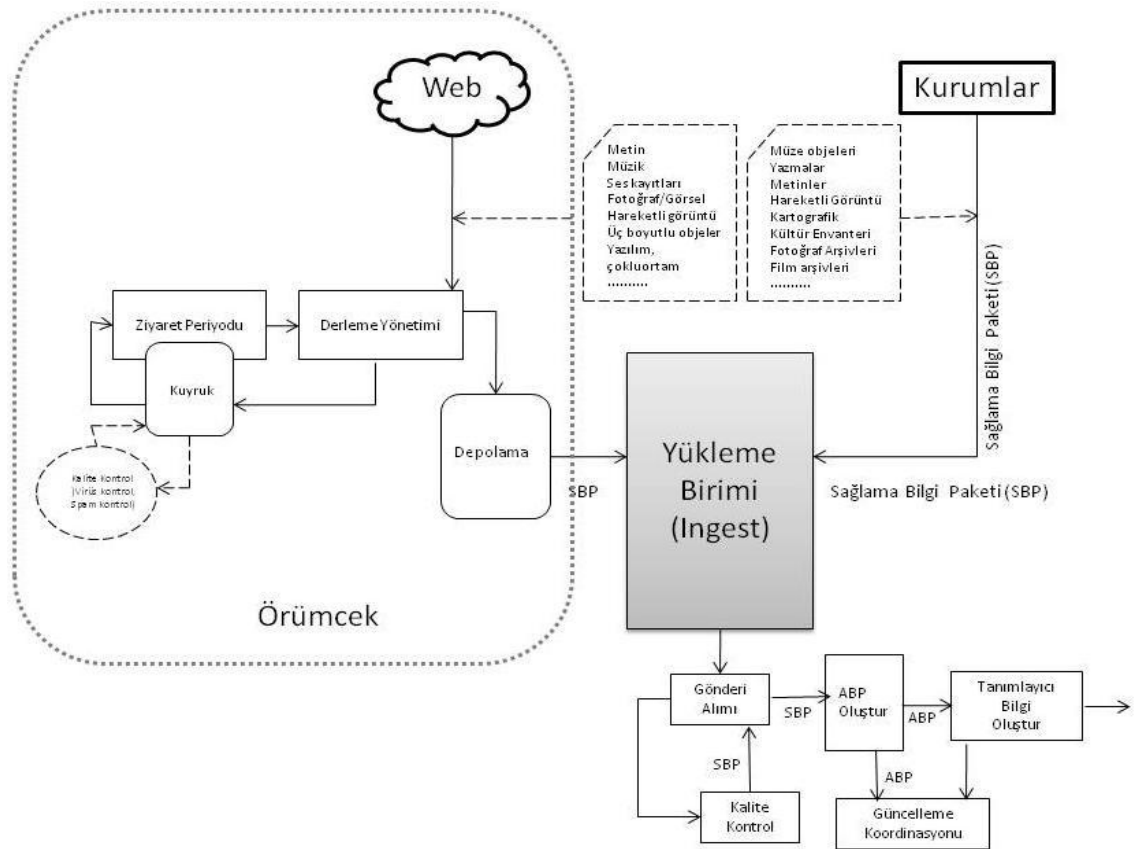 Web
Kurumlar
Metin
Müzik
Ses kayıtları
Fotoğraf/Görsel
Hareketli görüntü
Üç boyutlu objeler
Yazılım,
çokluortam
..........
Müze objeleri
Yazmalar
Metinler
Hareketli Görüntü
Kartografik
Kültür Envanteri
Fotoğraf Arşivleri
Film arşivleri
..........
Sağlama Bilgi Paketi (SBP)
Ziyaret Periyodu
Derleme Yönetimi
Kuyruk
Depolama
SBP
Kalite kontrol
(Virüs kontrol,
Spam kontrol)
Örümcek
Yükleme
Birimi
(Ingest)
Sağlama Bilgi Paketi (SBP)
Gönderi
Alımı
SBP
ABP
Oluştur
ABP
Tanımlayıcı
Bilgi
Oluştur
SBP
ABP
Kalite
Kontrol
Güncelleme
Koordinasyonu